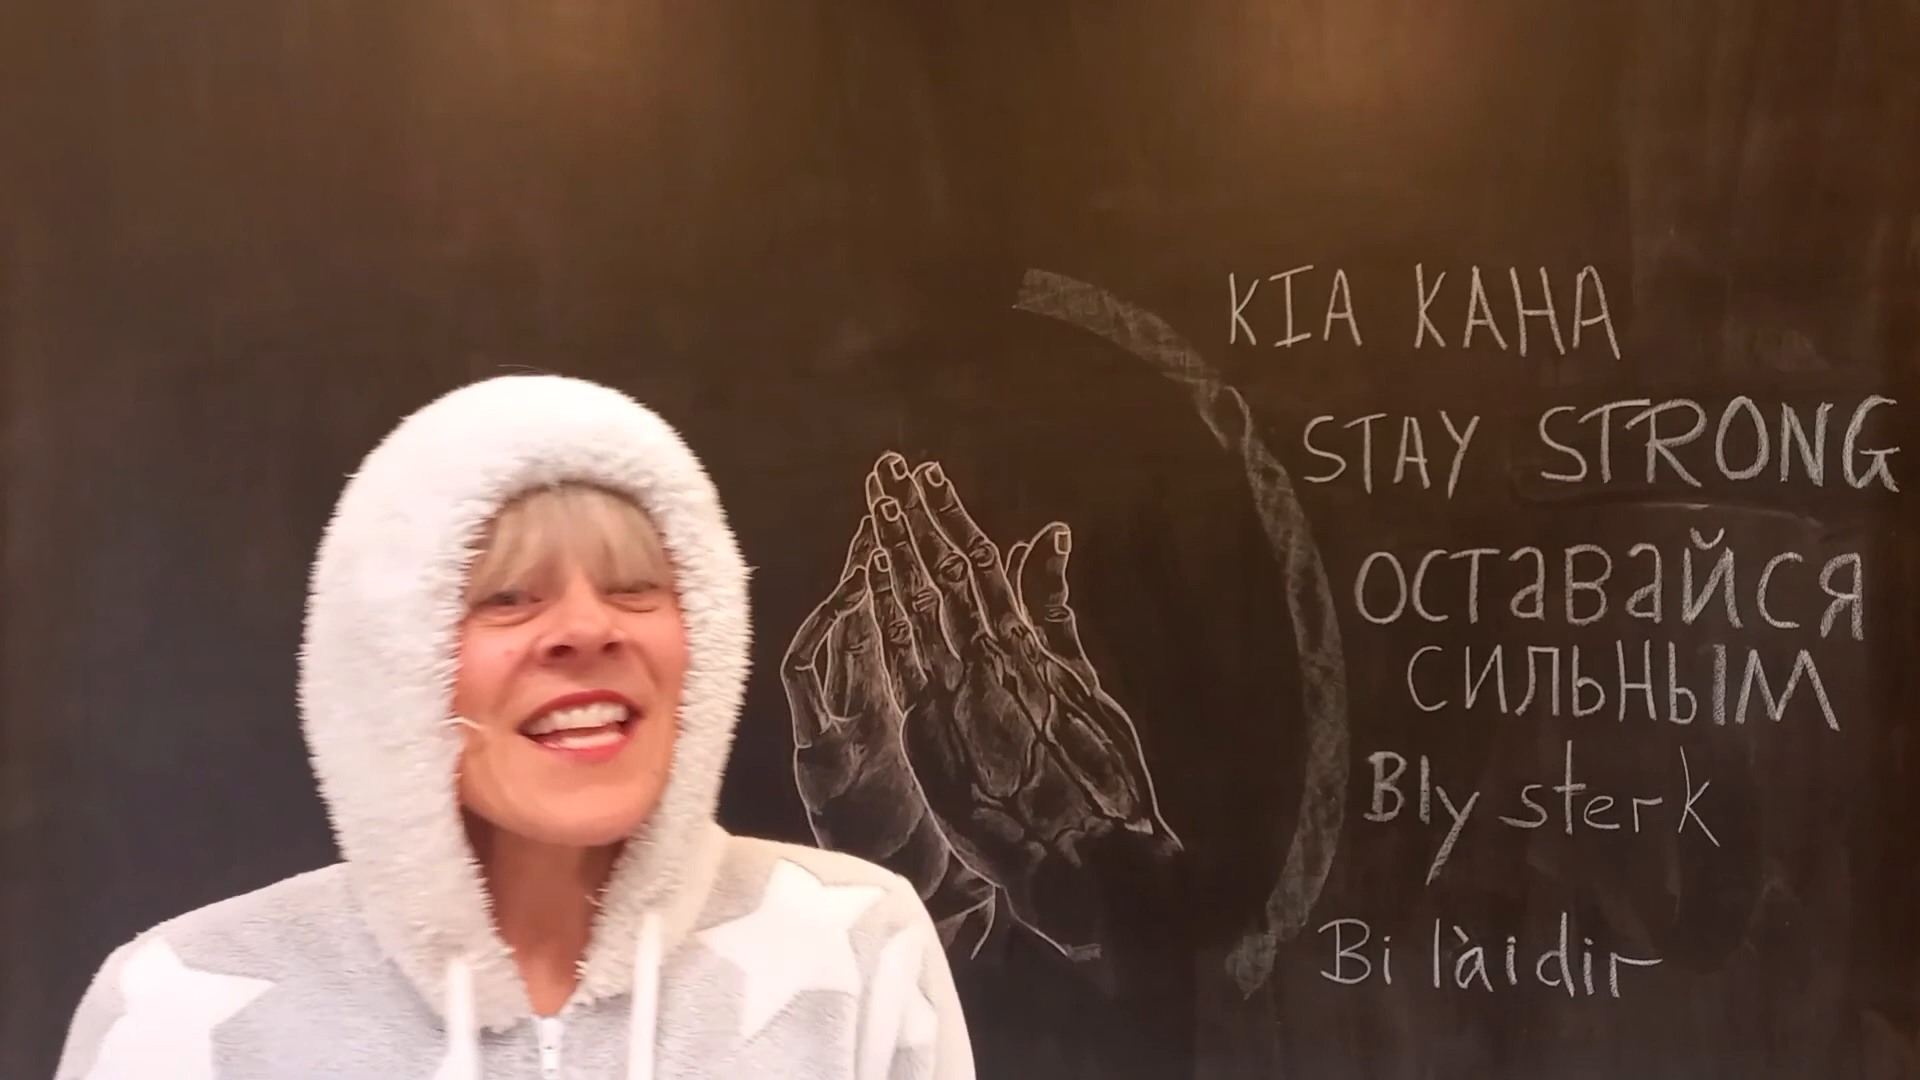 KIA KAHA
STAY STRONG
ОСТаВаЙСЯ
СИЛЬНЫМ
Bly sterk
Bi làidir